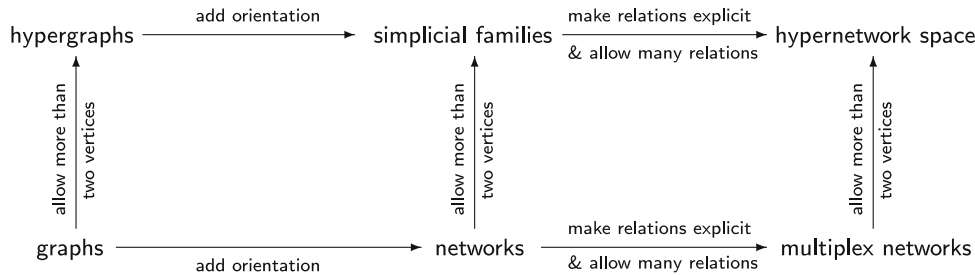 add orientation
make relations explicit
hypergraphs
simplicial families
hypernetwork space
& allow many relations
allow more than
two vertices
allow more than
two vertices
allow more than
two vertices
make relations explicit
graphs
networks
multiplex networks
add orientation
& allow many relations